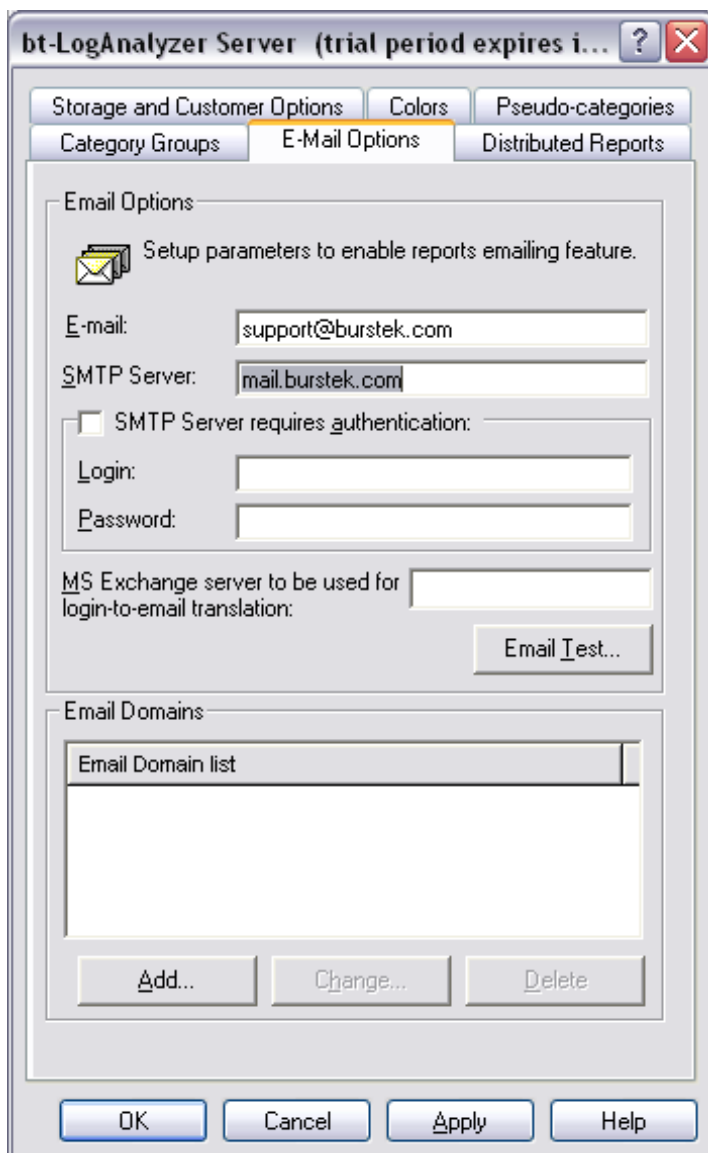 bt-LogAnalyzer Server (trial period expires i...
Storage and Customer Options Colors Pseudo-categories
Category Groups E-Mail Options Distributed Reports
Email Options
Setup parameters to enable reports emailing feature.
E-mail: support@burstek.com
SMTP Server: mail.burstek.com
SMTP Server requires authentication:
Login:
Password:
MS Exchange server to be used for
login-to-email translation:
Email Test...
Email Domains
Email Domain list
Add... Change... Delete
OK Cancel Apply Help